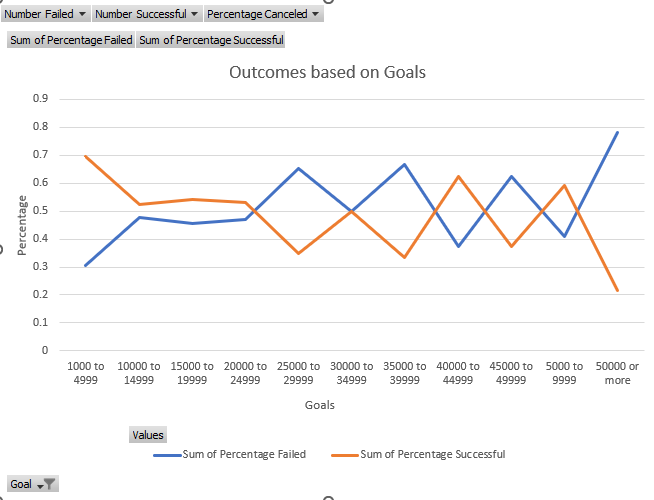 Number Failed Number Successful Percentage Canceled
Sum of Percentage Failed Sum of Percentage Successful
Outcomes based on Goals
0.9
0.8
0.7
0.6
0.5
0.4
0.3
0.2
0.1
0
Percentage
1000 to 4999
10000 to 14999
15000 to 19999
20000 to 24999
25000 to 29999
30000 to 34999
35000 to 39999
40000 to 44999
45000 to 49999
5000 to 9999
50000 or more
Goals
Values
Sum of Percentage Failed Sum of Percentage Successful
Goal